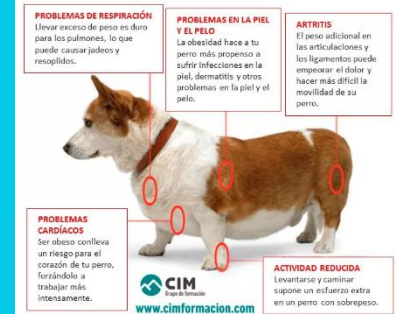 PROBLEMAS DE RESPIRACIÓN
Llevar exceso de peso es duro
para los pulmones, lo que
puede causar jadeos y
resoplidos.
PROBLEMAS EN LA PIEL
Y EL PELO
La obesidad hace a tu
perro más propenso a
sufrir infecciones en la
piel, dermatitis y otros
problemas en la piel y el
pelo.
ARTRITIS
El peso adicional en
las articulaciones y
los ligamentos puede
empeorar el dolor y
hacer más difícil la
movilidad de su
perro.
PROBLEMAS
CARDÍACOS
Ser obeso conlleva
un riesgo para el
corazón de tu perro,
forzándolo a
trabajar más
intensamente.
CIM
Grupo de formación
www.cimformacion.com
ACTIVIDAD REDUCIDA
Levantarse y caminar
supone un esfuerzo extra
en un perro con sobrepeso.